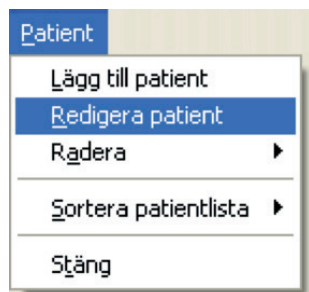 Patient
Lägg till patient
Redigera patient
Radera
Sortera patientlista
Stäng